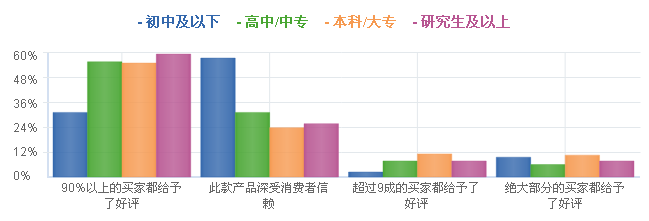 - 初中及以下 - 高中/中专 - 本科/大专 - 研究生及以上
60%
48%
36%
24%
12%
0%
90%以上的买家都给予了好评
此款产品深受消费者信赖
超过9成的买家都给予了好评
绝大部分的买家都给予了好评